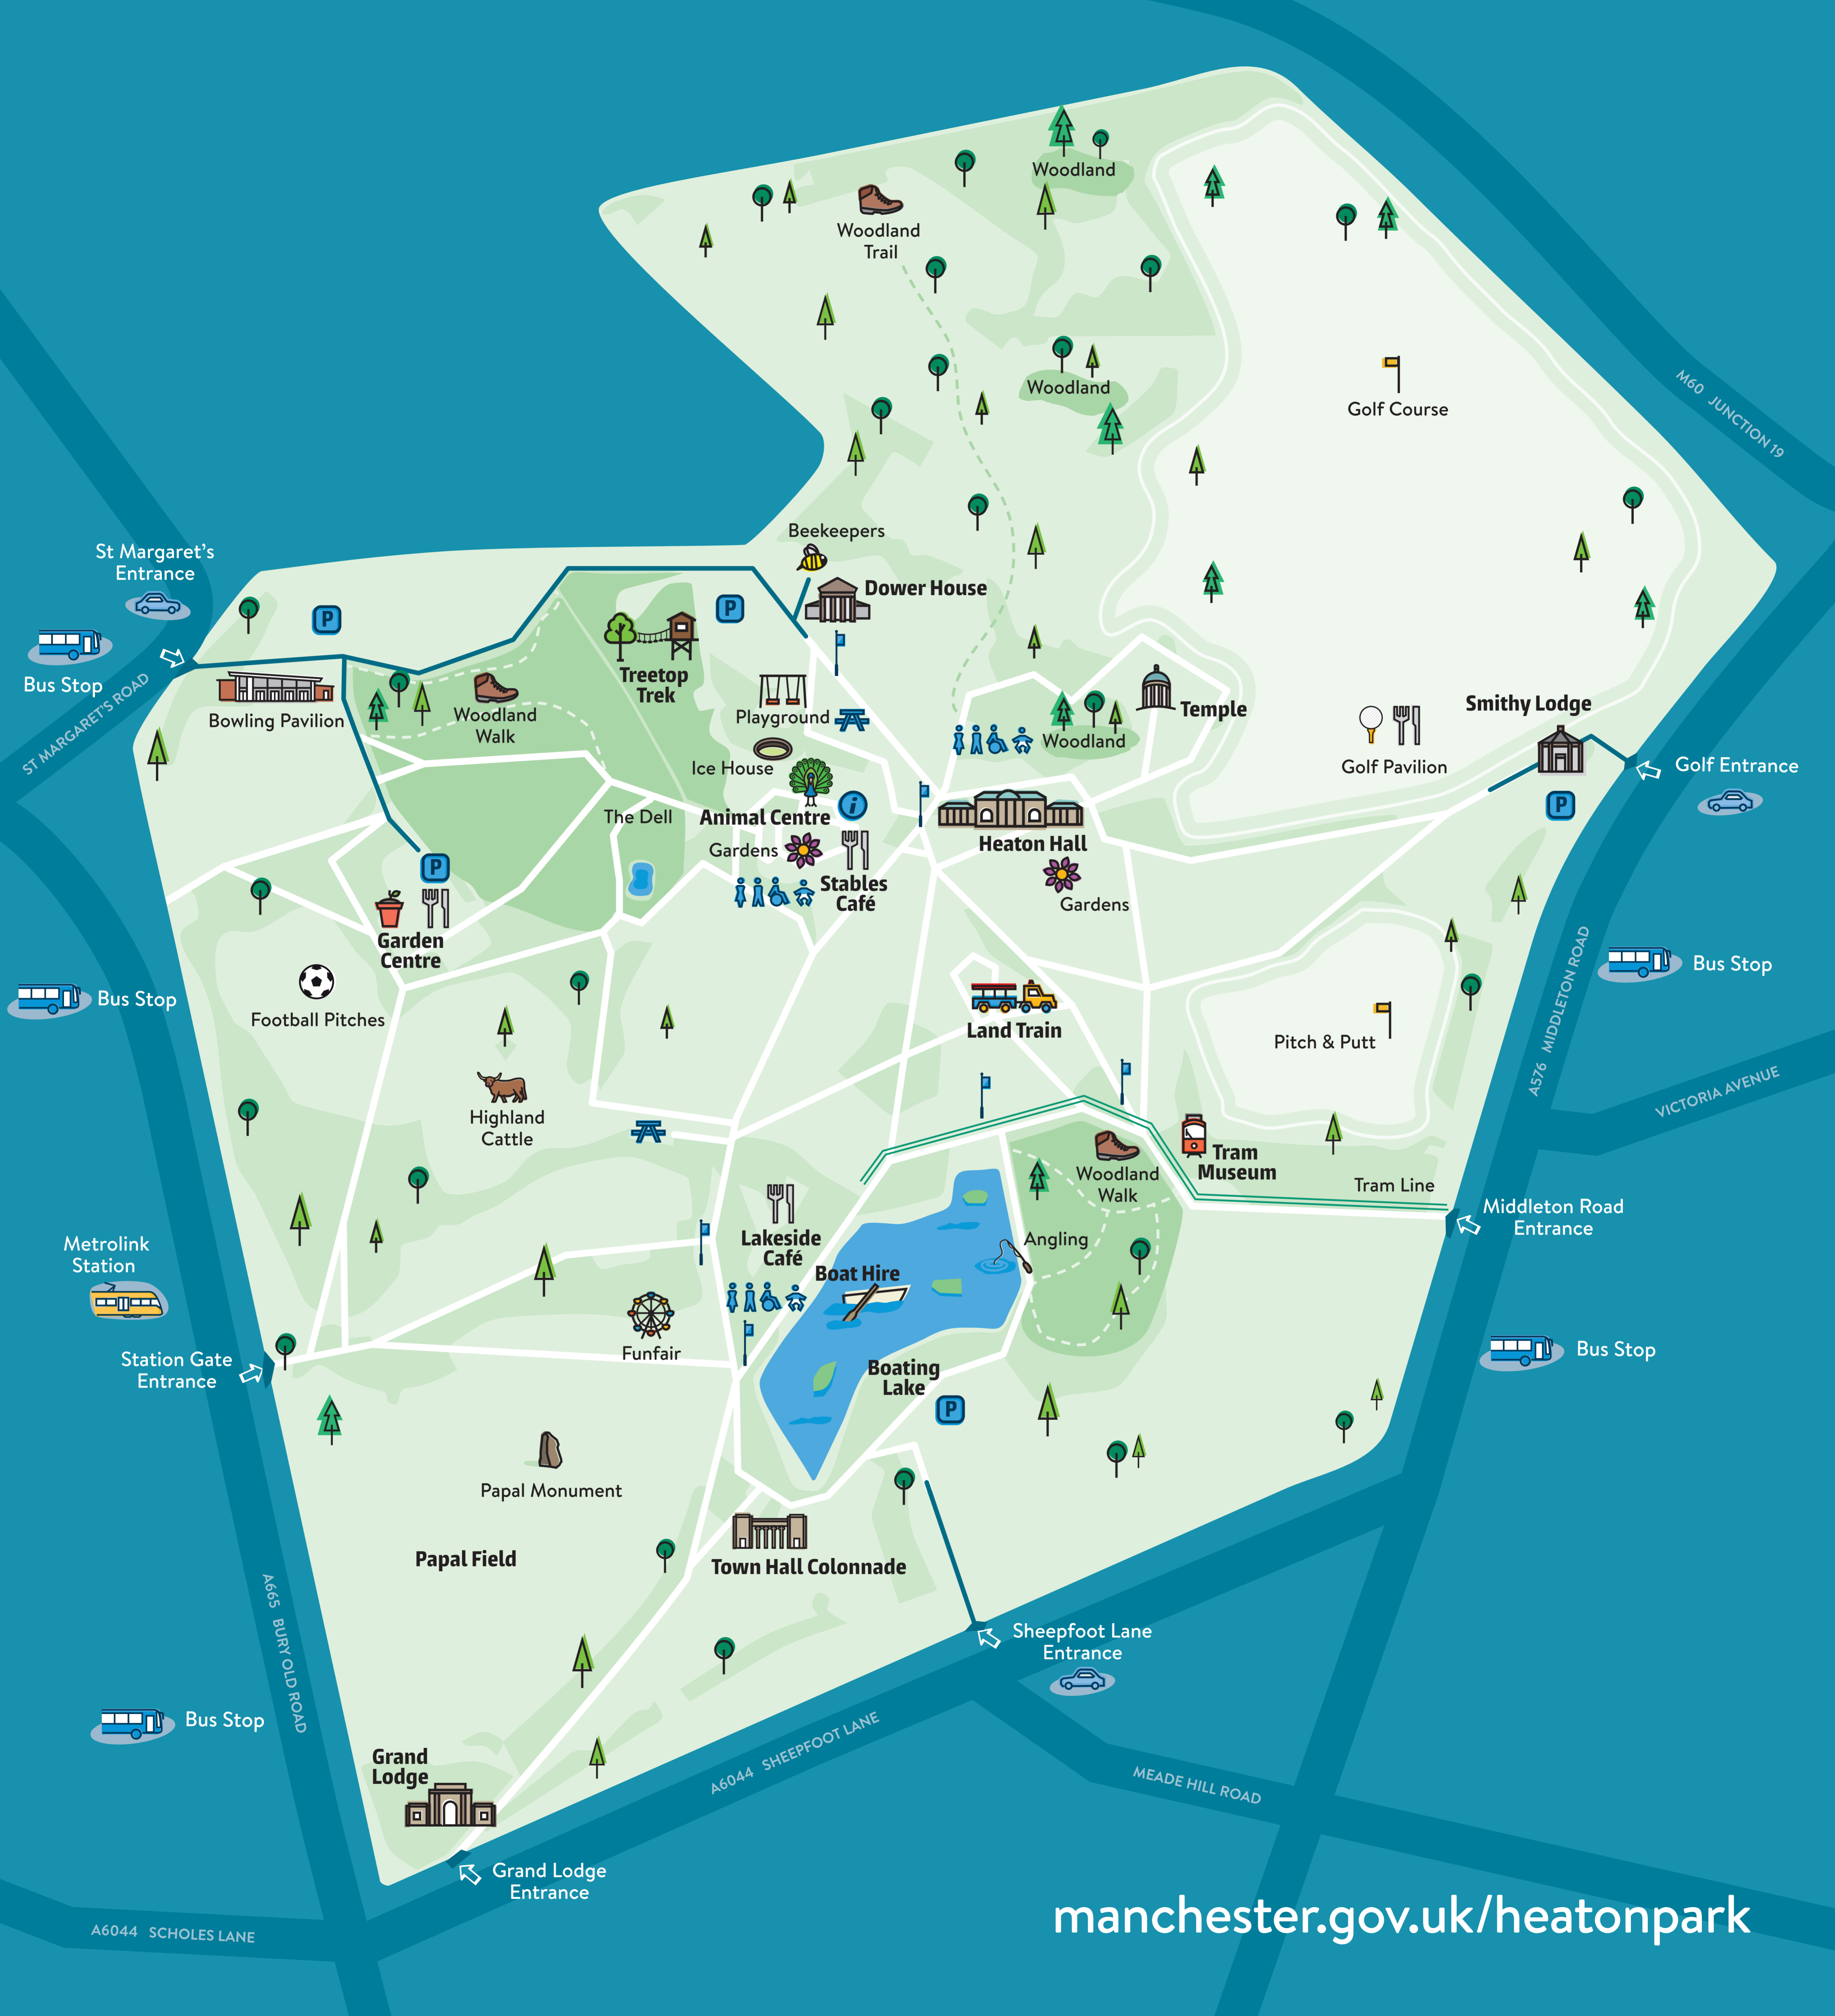 Woodland
Woodland
Trail
Woodland
Golf Course
M60 JUNCTION 19
Beekeepers
St Margaret's
Entrance
Dower House
Bus Stop
ST MARGARET'S ROAD
Bowling Pavilion
Woodland
Walk
Treetop
Trek
P
P
Playground
Temple
Smithy Lodge
Woodland
Ice House
Golf Pavilion
Golf Entrance
P
The Dell
Animal Centre
i
Gardens
Heaton Hall
Stables
Café
Gardens
P
Garden
Centre
Bus Stop
Bus Stop
Football Pitches
Land Train
Pitch & Putt
A576 MIDDLETON ROAD
VICTORIA AVENUE
Highland
Cattle
Woodland
Walk
Tram
Museum
Tram Line
Middleton Road
Entrance
Metrolink
Station
Lakeside
Café
Angling
Boat Hire
Funfair
Bus Stop
Station Gate
Entrance
Boating
Lake
P
Papal Monument
Papal Field
Town Hall Colonnade
A665 BURY OLD ROAD
Sheepfoot Lane
Entrance
Bus Stop
A6044 SHEEPFOOT LANE
MEADE HILL ROAD
Grand
Lodge
Grand Lodge
Entrance
A6044 SCHOLES LANE
manchester.gov.uk/heatonpark